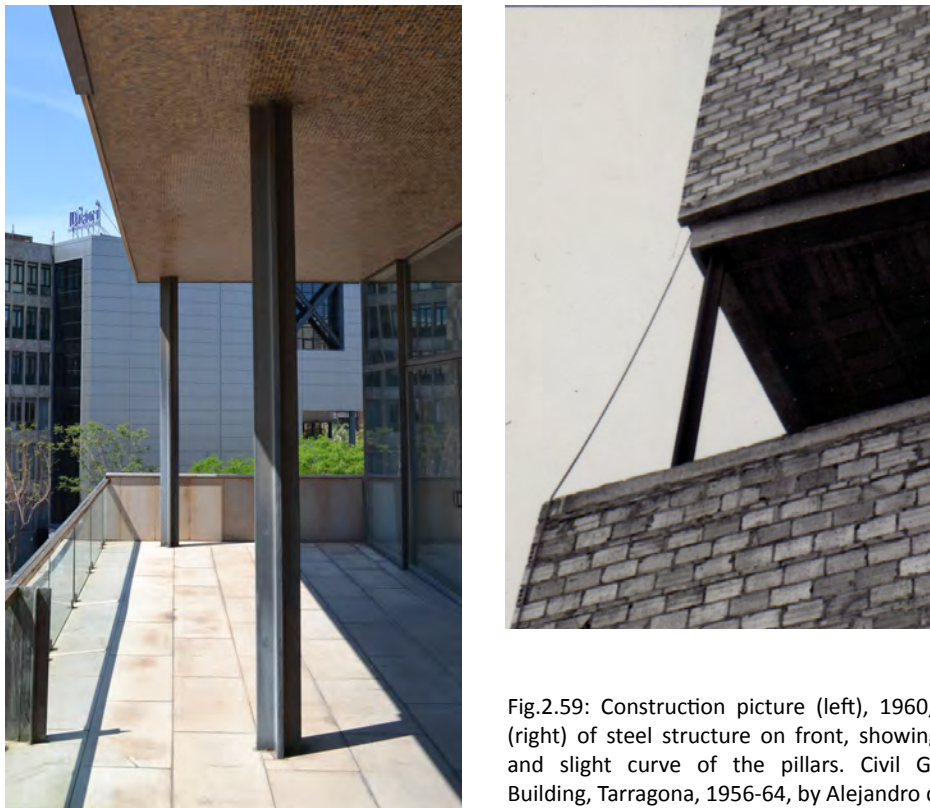 Fig.2.59: Construction picture (left), 1960,
(right) of steel structure on front, showing
and slight curve of the pillars. Civil G
Building, Tarragona, 1956-64, by Alejandro